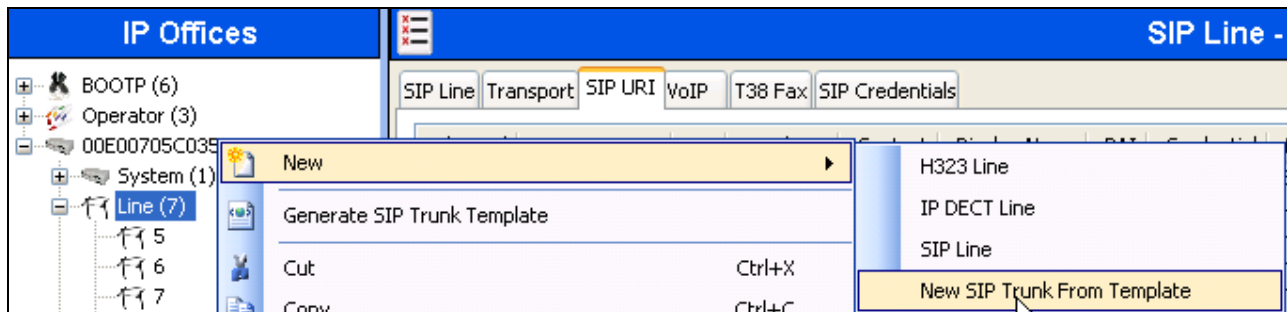 IP Offices
SIP Line -
BOOTP (6)
Operator (3)
00E00705C035
System (1)
Line (7)
5
6
7
SIP Line Transport SIP URI VoIP T38 Fax SIP Credentials
New
Generate SIP Trunk Template
Cut Ctrl+X
Copy Ctrl+C
H323 Line
IP DECT Line
SIP Line
New SIP Trunk From Template